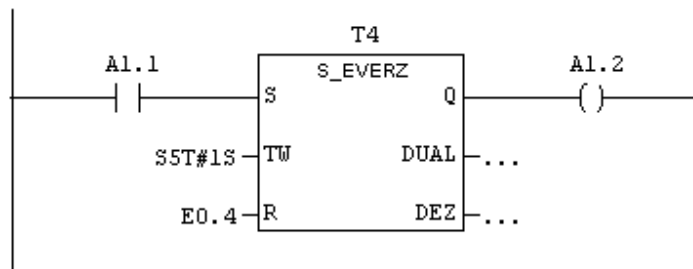 T4
A1.1
S_EVERZ
A1.2
S
Q
S5T#1S
TW
DUAL
...
E0.4
R
DEZ
...